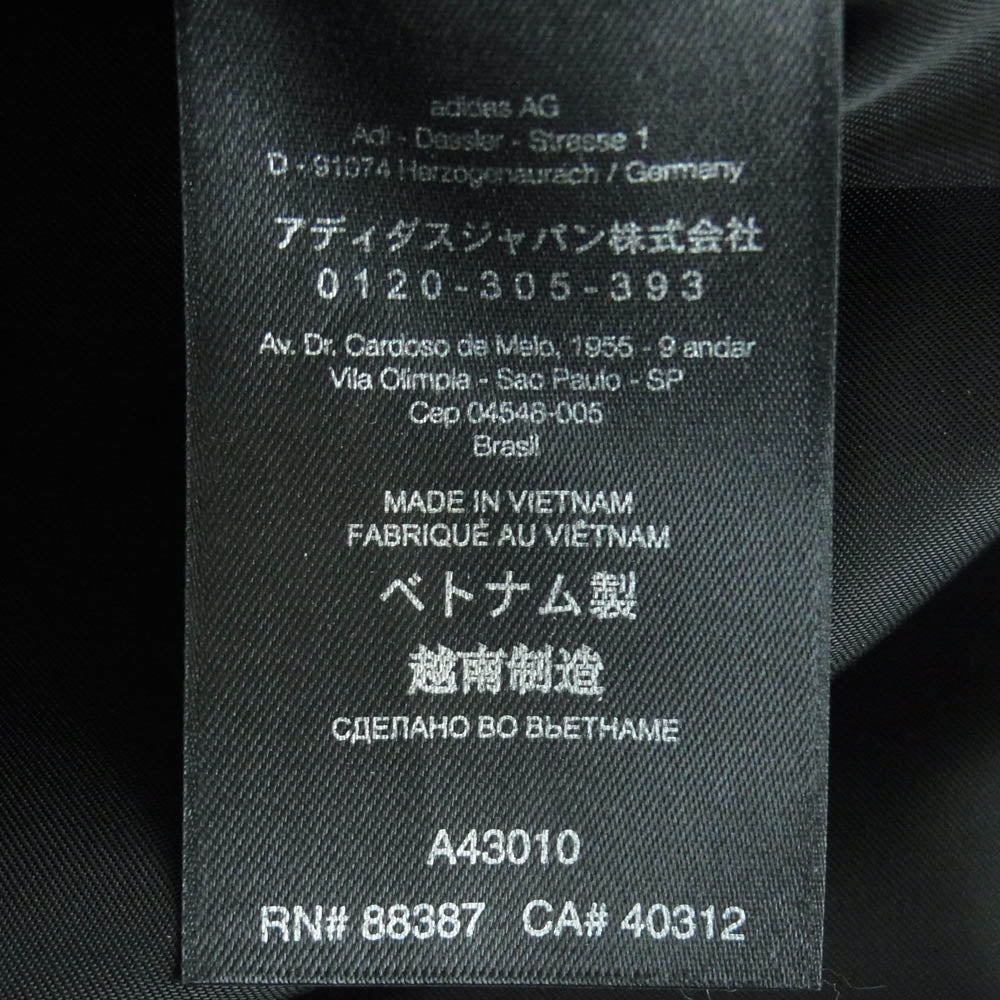 adidas AG
Adi - Dassler - Strasse 1
D - 91074 Herzogenaurach / Germany
アディダスジャパン株式会社
0120-305-393
Av. Dr. Cardoso de Melo, 1955 - 9 andar
Vila Olimpia - Sao Paulo - SP
Cep 04548-005
Brasil
MADE IN VIETNAM
FABRIQUÉ AU VIÊTNAM
ベトナム製
越南制造
СДЕЛАНО ВО ВЬЕТНАМЕ
A43010
RN# 88387 CA# 40312